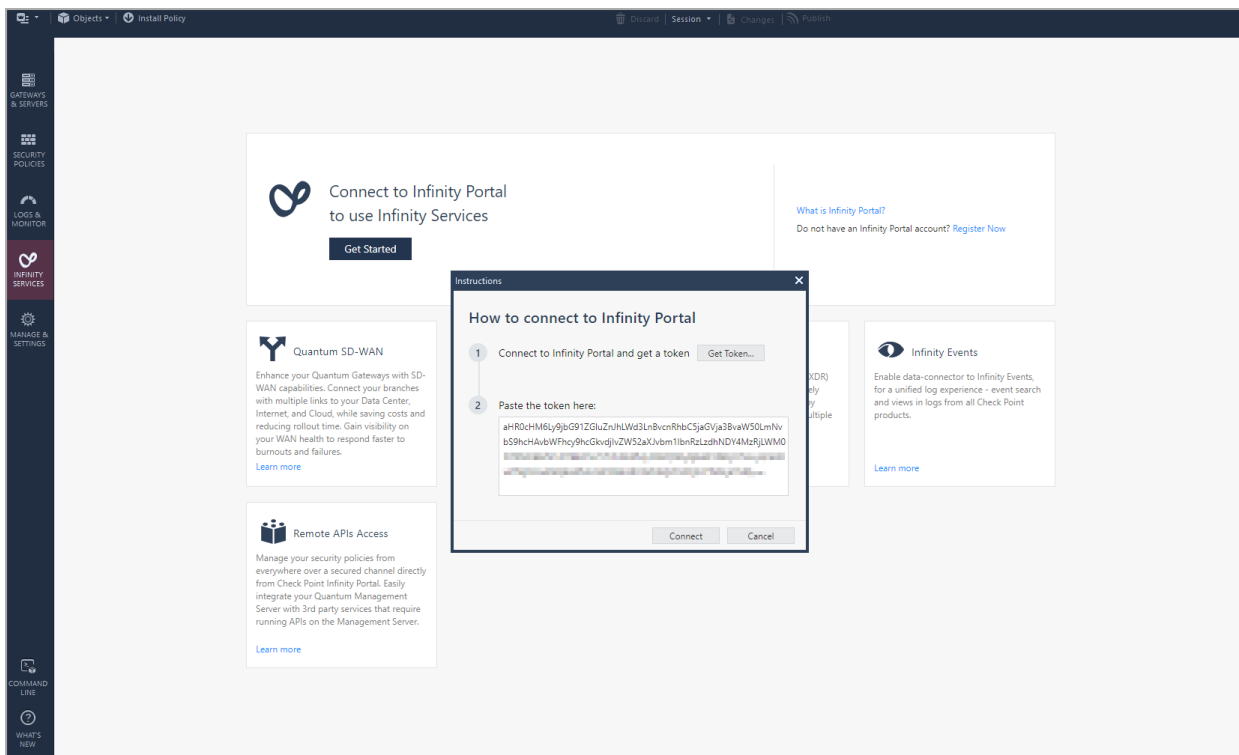 Objects
Install Policy
Discard
Session
Changes
Publish
GATEWAYS
& SERVERS
SECURITY
POLICIES
LOGS &
MONITOR
INFINITY
SERVICES
MANAGE &
SETTINGS
COMMAND
LINE
WHAT'S
NEW
Connect to Infinity Portal
to use Infinity Services
Get Started
What is Infinity Portal?
Do not have an Infinity Portal account? Register Now
Quantum SD-WAN
Enhance your Quantum Gateways with SD-
WAN capabilities. Connect your branches
with multiple links to your Data Center,
Internet, and Cloud, while saving costs and
reducing rollout time. Gain visibility on
your WAN health to respond faster to
burnouts and failures.
Learn more
Instructions
How to connect to Infinity Portal
1
Connect to Infinity Portal and get a token
Get Token...
2
Paste the token here:
aHR0cHM6Ly9jbG91ZGluZnJhLWd3LnBvcnRhbC5jaGVja3BvaW50LmNv
bS9hcHAvbWFhcy9hcGkvdjIvZW52aXJvbm1lbnRzLzdhNDY4MzRjLWM0
Connect
Cancel
XDR)
ely
by
ultiple
Infinity Events
Enable data-connector to Infinity Events,
for a unified log experience - event search
and views in logs from all Check Point
products.
Learn more
Remote APIs Access
Manage your security policies from
everywhere over a secured channel directly
from Check Point Infinity Portal. Easily
integrate your Quantum Management
Server with 3rd party services that require
running APIs on the Management Server.
Learn more